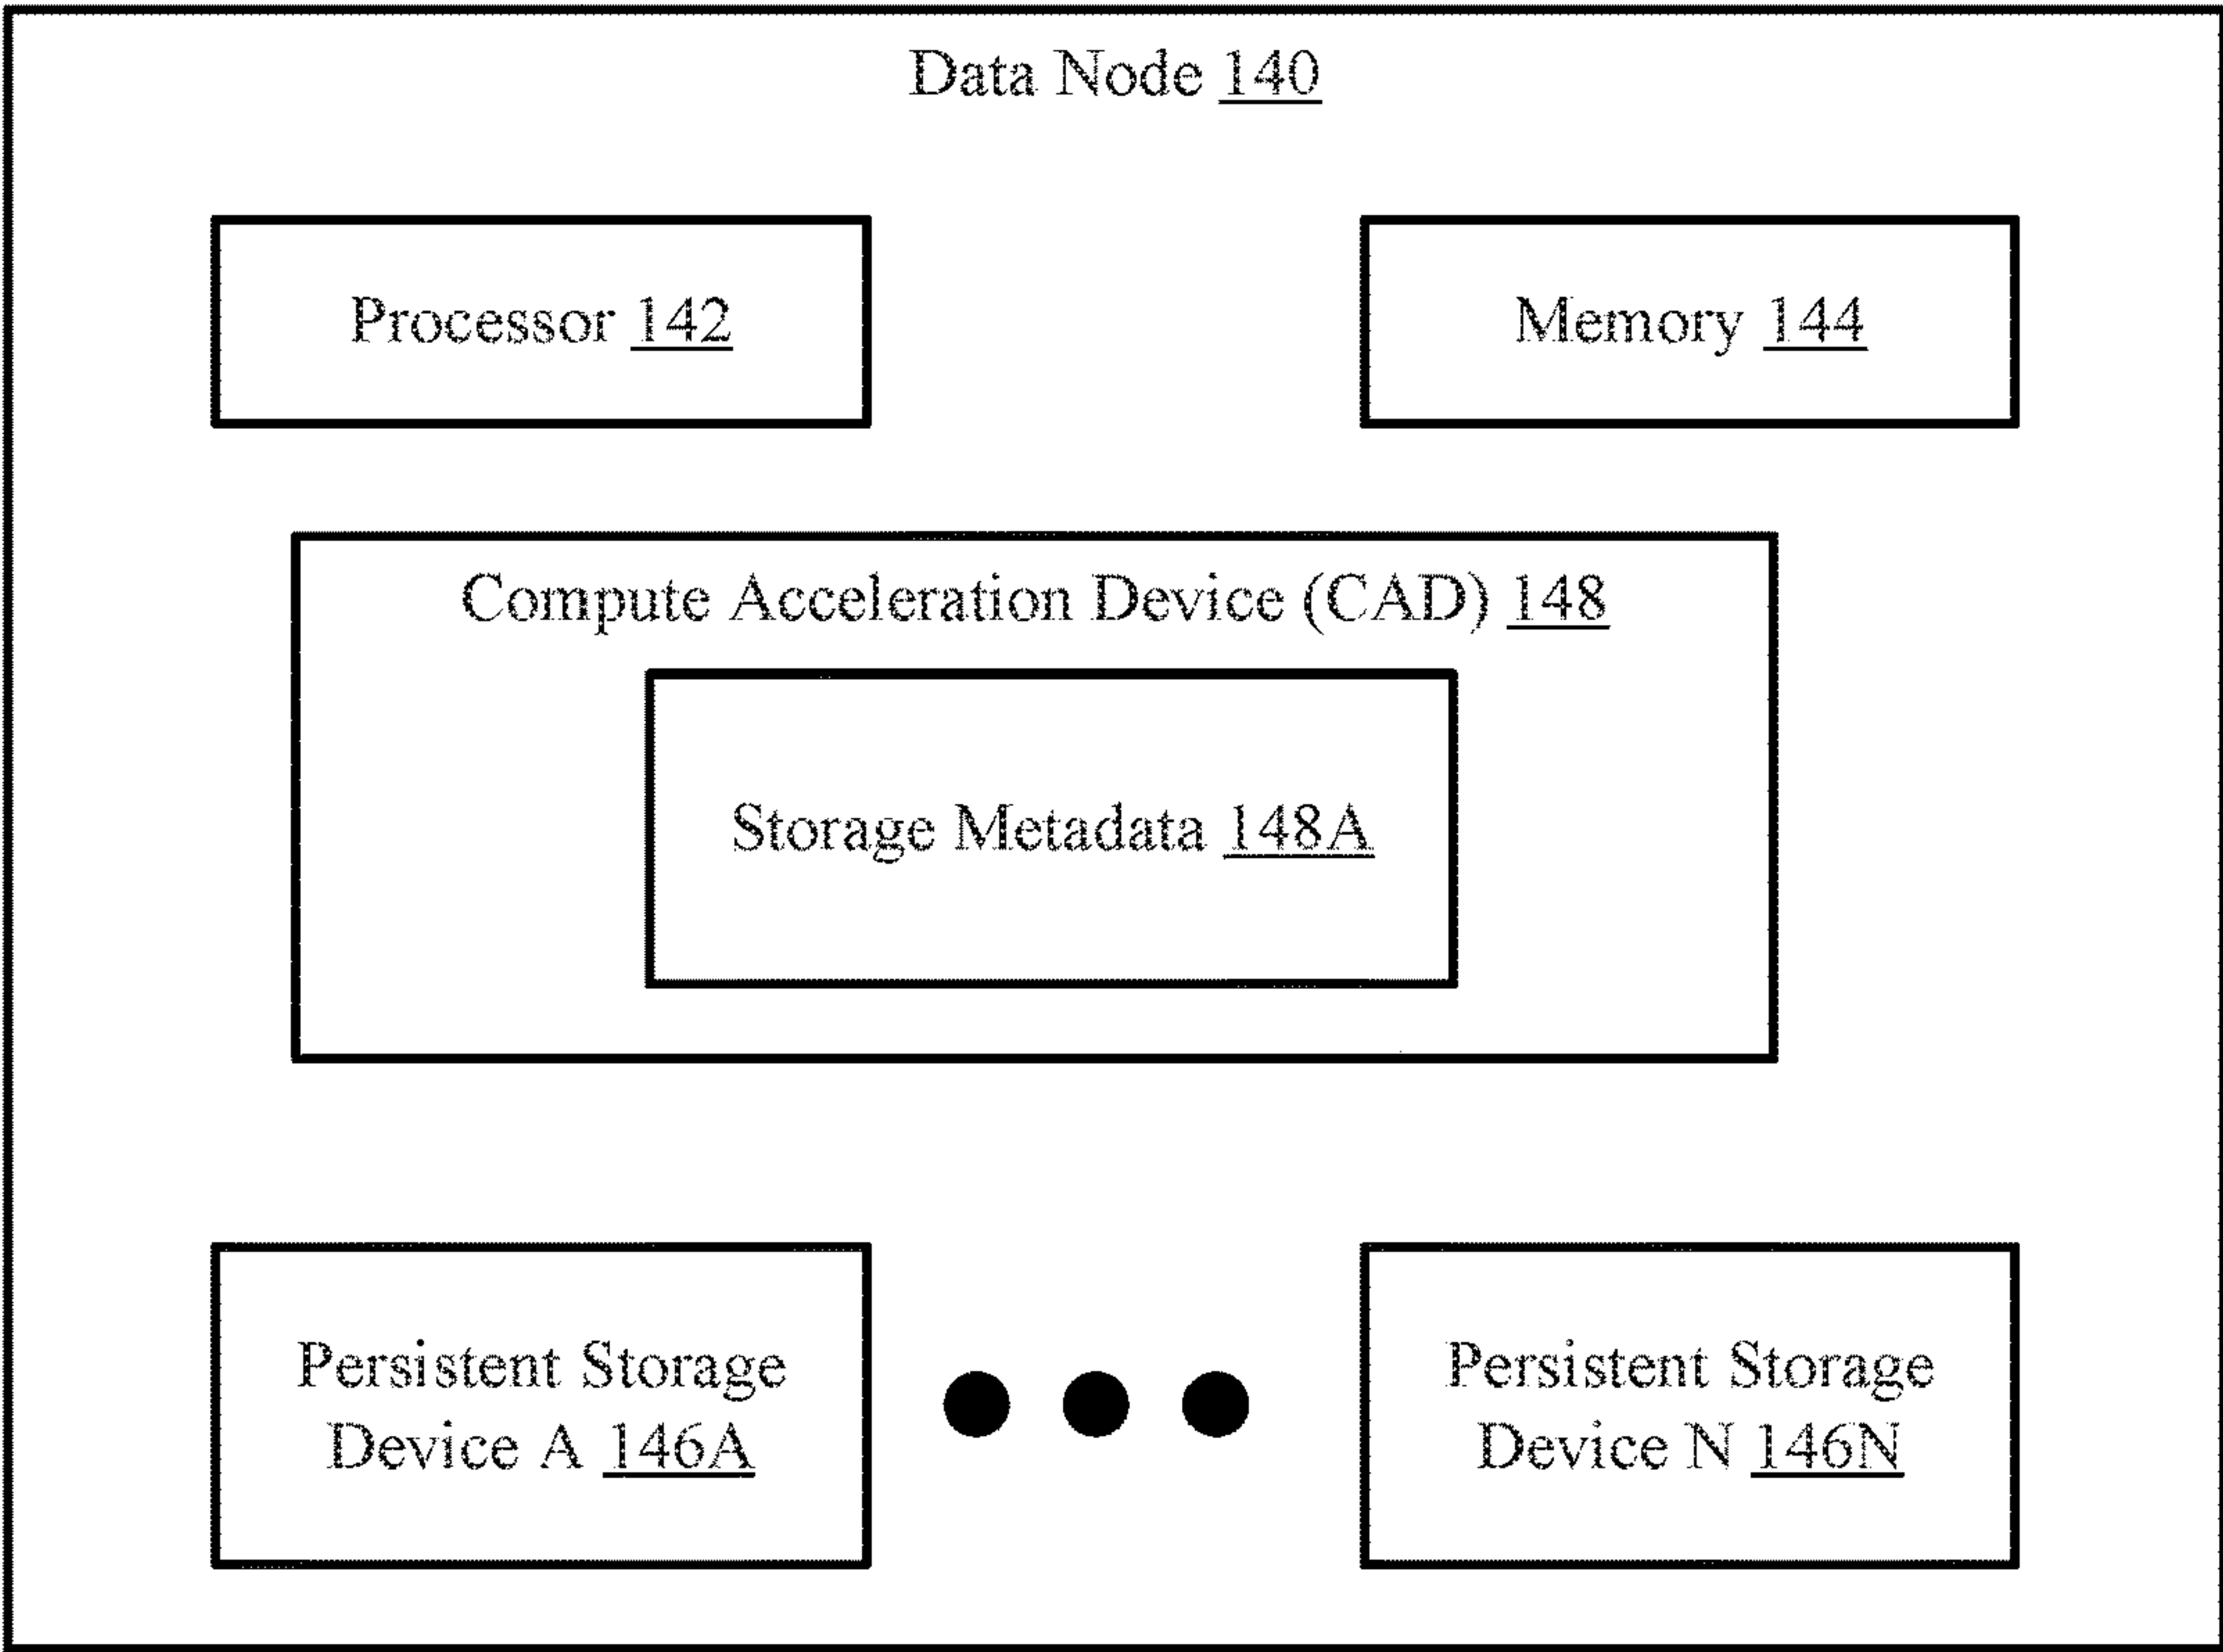 Data Node 140
Processor 142
Memory 144
Compute Acceleration Device (CAD) 148
Storage Metadata 148A
Persistent Storage
Device A 146A
Persistent Storage
Device N 146N